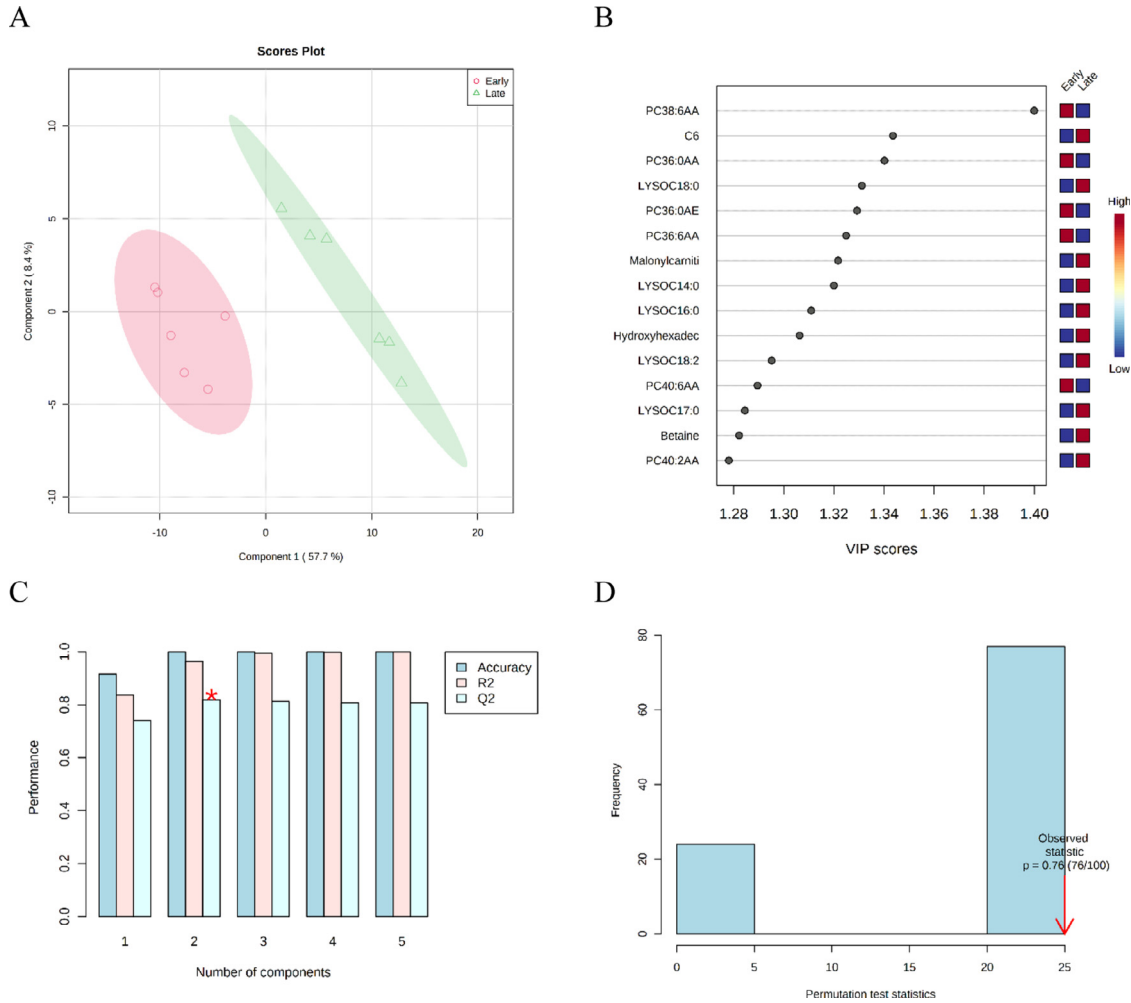 A
Scores Plot
Early
Late
Component 2 ( 8.4 %)
10
5
0
-5
-10
-10
0
10
20
Component 1 ( 57.7 %)
B
Early
Late
PC38:6AA
C6
PC36:0AA
LYSOC18:0
PC36:0AE
PC36:6AA
Malonylcarniti
LYSOC14:0
LYSOC16:0
Hydroxyhexadec
LYSOC18:2
PC40:6AA
LYSOC17:0
Betaine
PC40:2AA
High
Low
1.28 1.30 1.32 1.34 1.36 1.38 1.40
VIP scores
C
Performance
1.0
0.8
0.6
0.4
0.2
0.0
Accuracy
R2
Q2
*
1 2 3 4 5
Number of components
D
Frequency
80
60
40
20
0
Observed
statistic
p = 0.76 (76/100)
0 5 10 15 20 25
Permutation test statistics